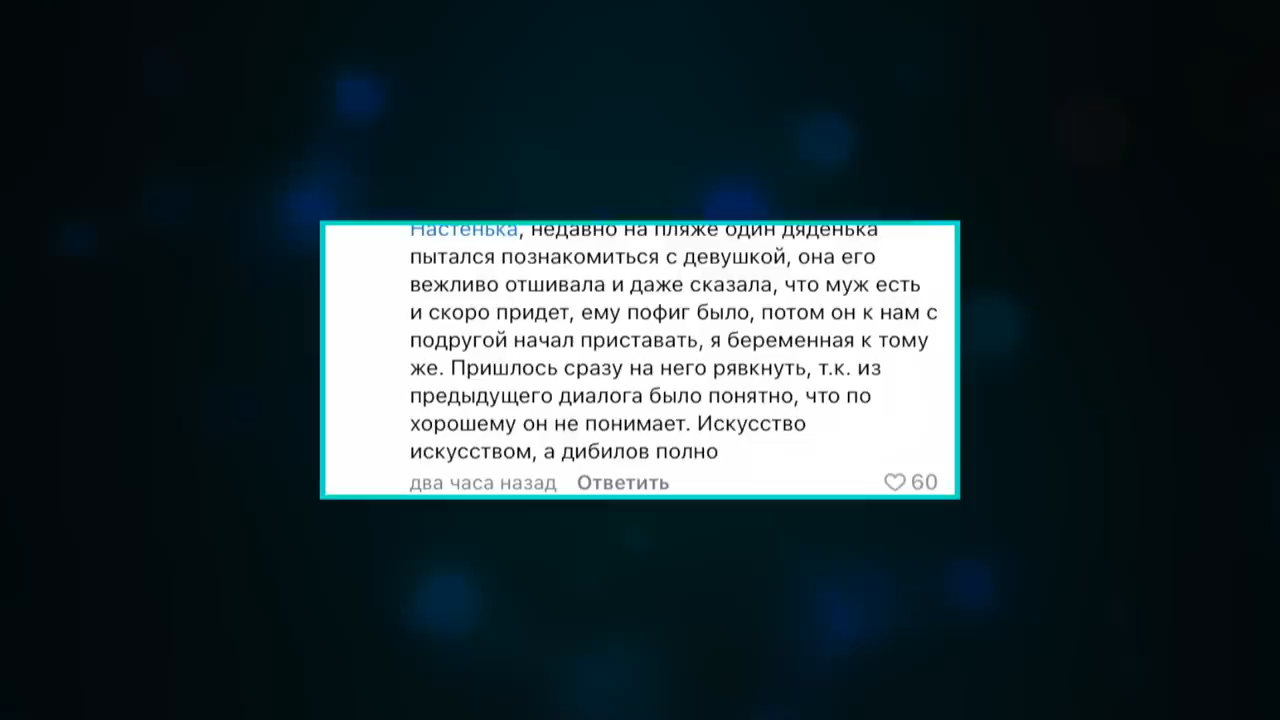 Настенька, недавно на пляже один дяденька
пытался познакомиться с девушкой, она его
вежливо отшивала и даже сказала, что муж есть
и скоро придет, ему пофиг было, потом он к нам с
подругой начал приставать, я беременная к тому
же. Пришлось сразу на него рявкнуть, т.к. из
предыдущего диалога было понятно, что по
хорошему он не понимает. Искусство
искусством, а дибилов полно
два часа назад Ответить 60